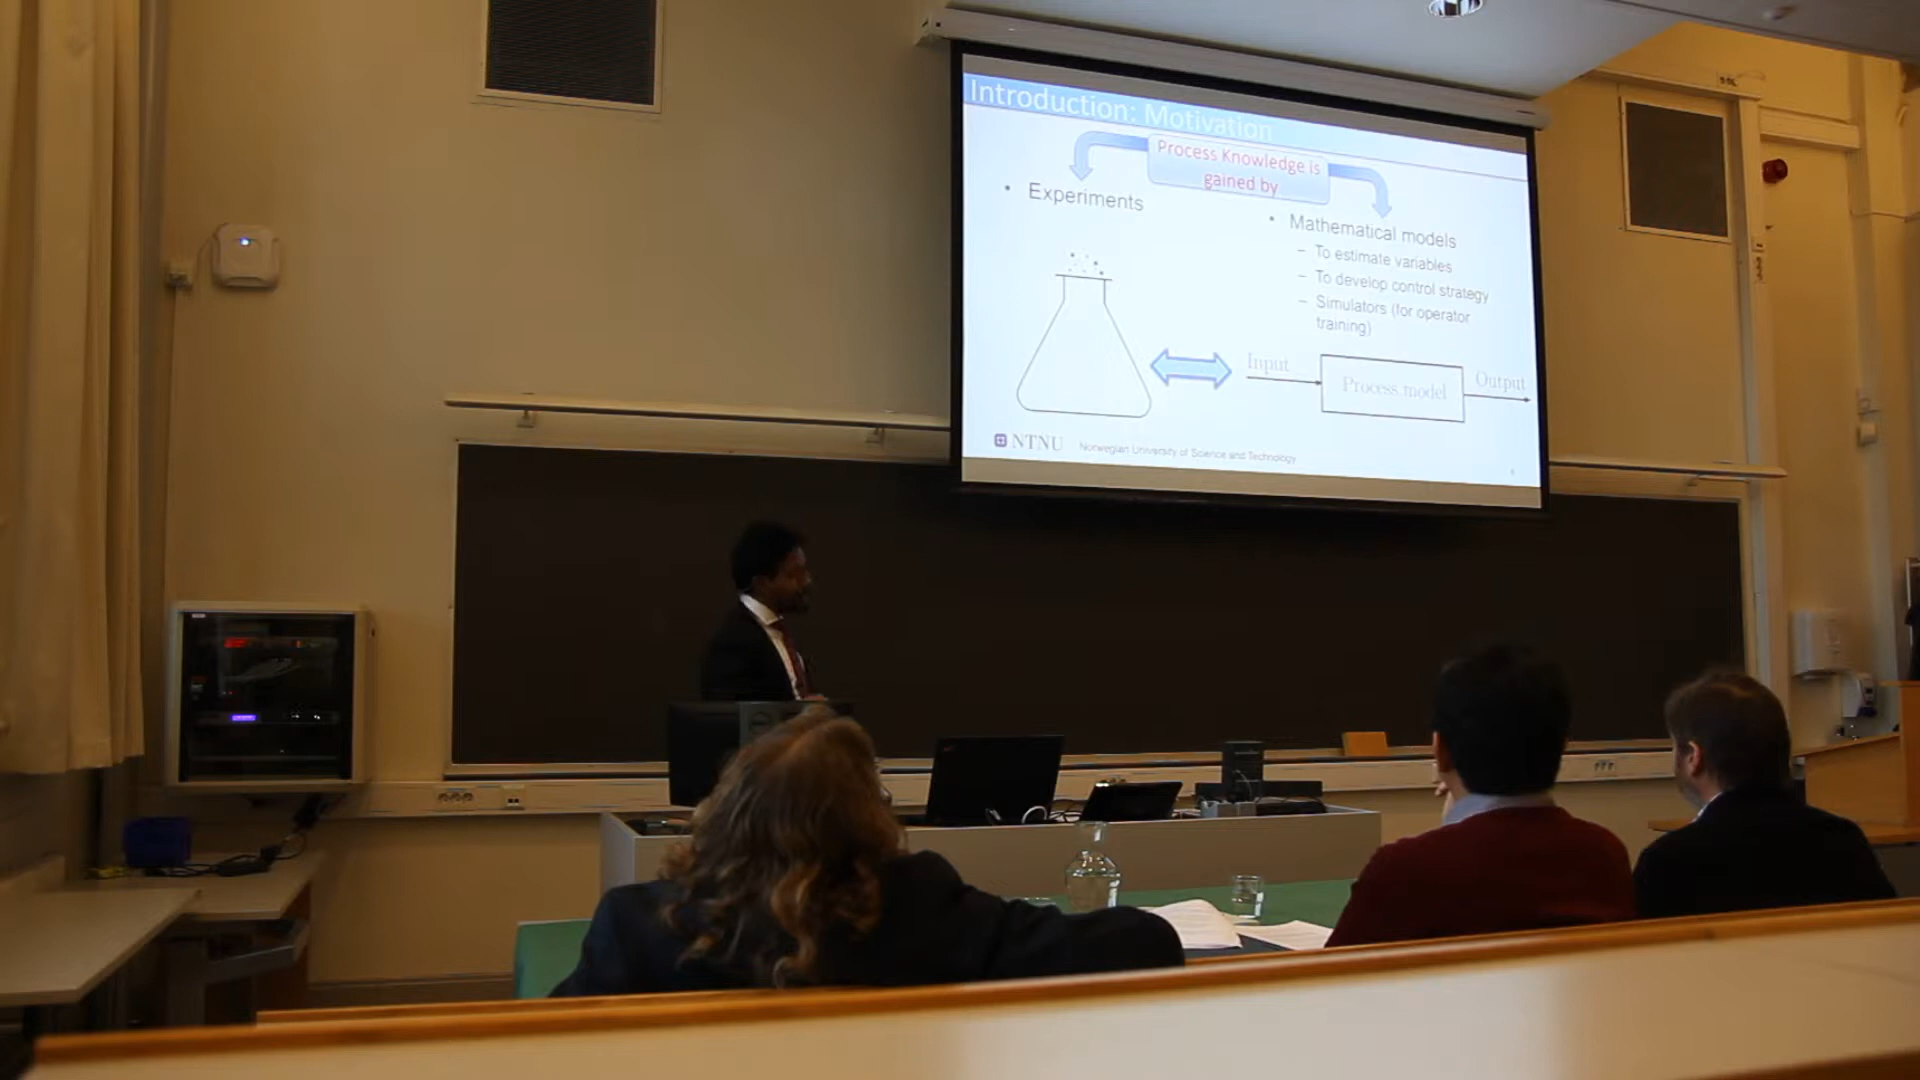 Introduction: Motivation
Process Knowledge is
gained by
• Experiments
• Mathematical models
– To estimate variables
– To develop control strategy
– Simulators (for operator
training)
Input
Process model
Output
NTNU Norwegian University of Science and Technology